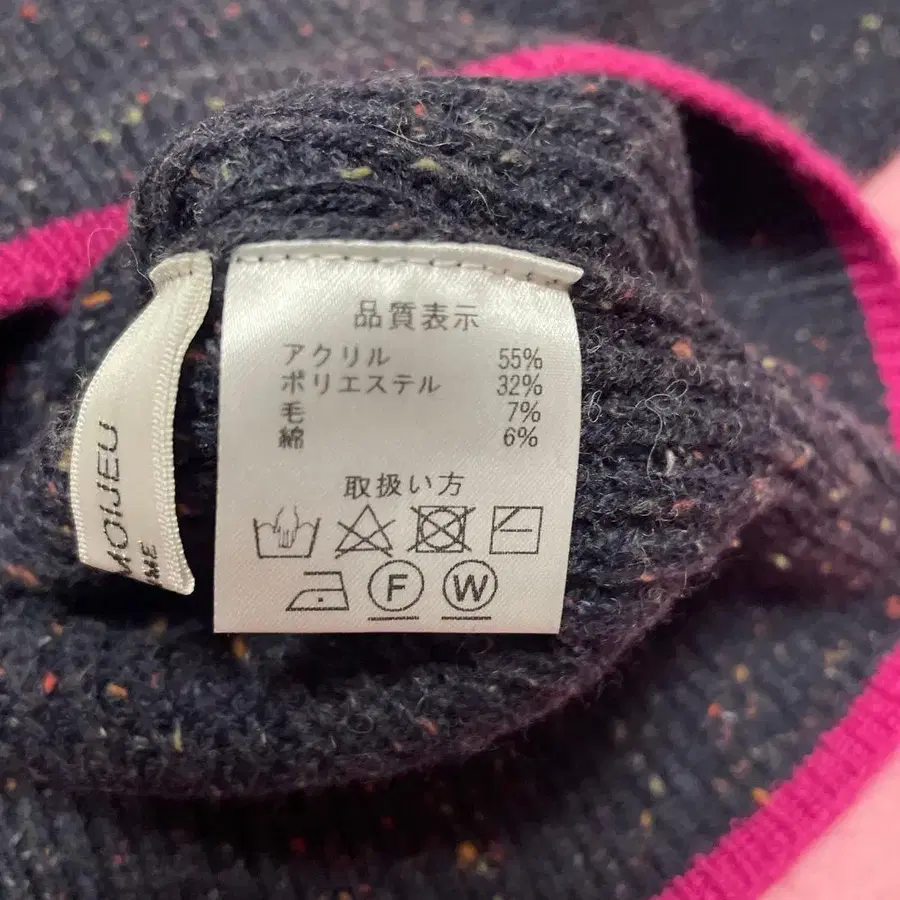 品質表示
アクリル 55%
ポリエステル 32%
毛 7%
綿 6%
取扱い方
F W
MOIJEU